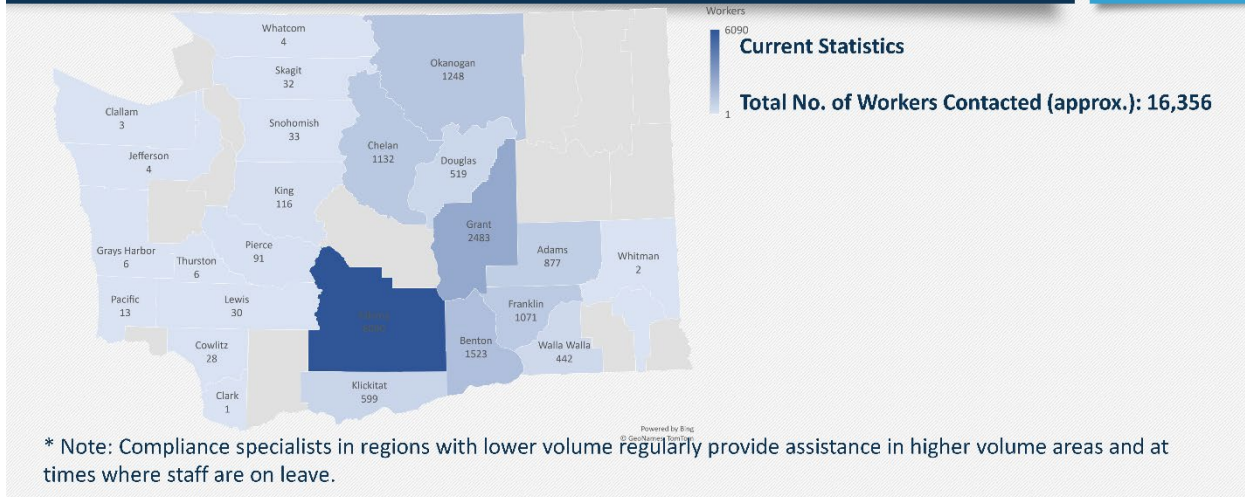 Workers
6090
1
Current Statistics
Total No. of Workers Contacted (approx.): 16,356
Whatcom
4
Skagit
32
Okanogan
1248
Clallam
3
Snohomish
33
Jefferson
4
Chelan
1132
Douglas
519
King
116
Grant
2483
Grays Harbor
6
Thurston
6
Pierce
91
Adams
877
Whitman
2
Pacific
13
Lewis
30
Yakima
6090
Franklin
1071
Cowlitz
28
Benton
1523
Walla Walla
442
Clark
1
Klickitat
599
Powered by Bing
© GeoNames, TomTom
* Note: Compliance specialists in regions with lower volume regularly provide assistance in higher volume areas and at
times where staff are on leave.